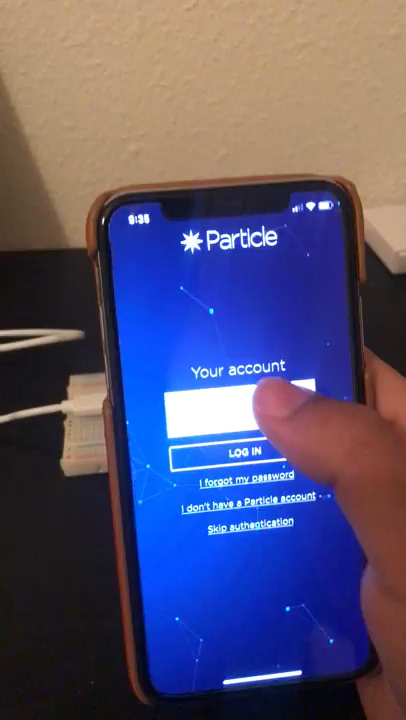 9:35
Particle
Your account
LOG IN
I forgot my password
I don't have a Particle account
Skip authentication